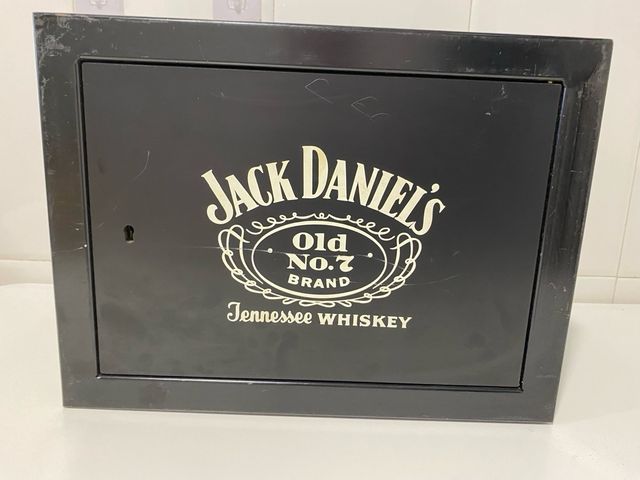 JACK DANIEL'S
Old
No.7
BRAND
Tennessee WHISKEY